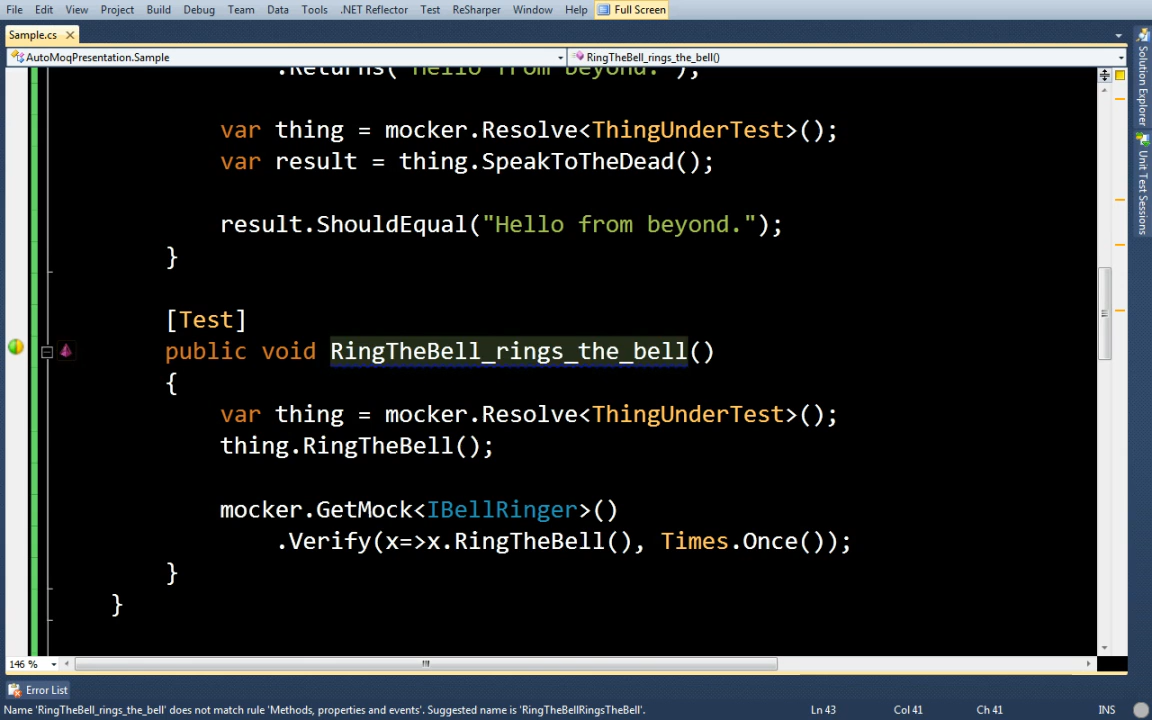 File Edit View Project Build Debug Team Data Tools .NET Reflector Test ReSharper Window Help Full Screen
Sample.cs
AutoMoqPresentation.Sample RingTheBell_rings_the_bell()
.Returns("Hello from beyond.");
var thing = mocker.Resolve<ThingUnderTest>();
var result = thing.SpeakToTheDead();
result.ShouldEqual("Hello from beyond.");
}
[Test]
public void RingTheBell_rings_the_bell()
{
var thing = mocker.Resolve<ThingUnderTest>();
thing.RingTheBell();
mocker.GetMock<IBellRinger>()
.Verify(x=>x.RingTheBell(), Times.Once());
}
}
Solution Explorer
Unit Test Sessions
146 %
Error List
Name 'RingTheBell_rings_the_bell' does not match rule 'Methods, properties and events'. Suggested name is 'RingTheBellRingsTheBell'. Ln 43 Col 41 Ch 41 INS